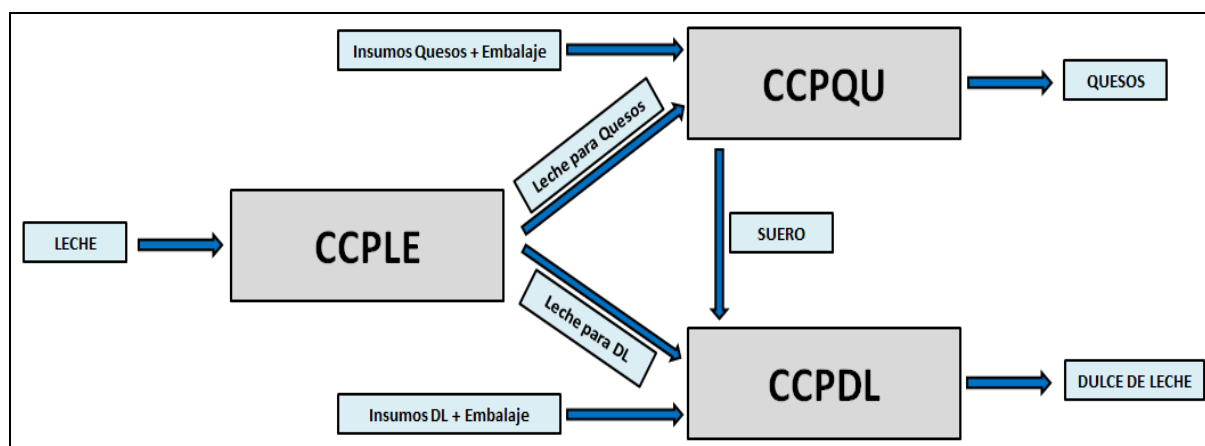 Insumos Quesos + Embalaje
CCPQU
QUESOS
Leche para Quesos
LECHE
CCPLE
SUERO
Leche para DL
CCPDL
DULCE DE LECHE
Insumos DL + Embalaje